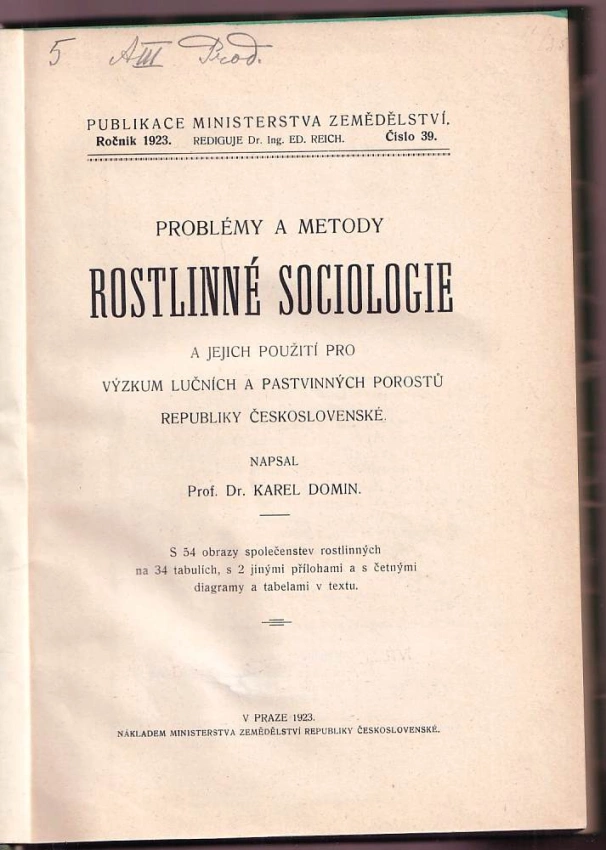 5 A III Prod.
PUBLIKACE MINISTERSTVA ZEMĚDĚLSTVÍ.
Ročník 1923. REDIGUJE Dr. Ing. ED. REICH. Číslo 39.
PROBLÉMY A METODY
ROSTLINNÉ SOCIOLOGIE
A JEJICH POUŽITÍ PRO
VÝZKUM LUČNÍCH A PASTVINNÝCH POROSTŮ
REPUBLIKY ČESKOSLOVENSKÉ.
NAPSAL
Prof. Dr. KAREL DOMIN.
S 54 obrazy společenstev rostlinných
na 34 tabulích, s 2 jinými přílohami a s četnými
diagramy a tabelami v textu.
V PRAZE 1923.
NÁKLADEM MINISTERSTVA ZEMĚDĚLSTVÍ REPUBLIKY ČESKOSLOVENSKÉ.